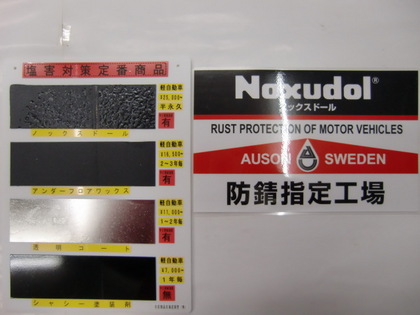 塩害対策定番商品
軽自動車
¥25,000~
半永久
有
ノックスドール
軽自動車
¥16,500~
2~3年毎
有
アンダーフロアワックス
軽自動車
¥11,000~
1~2年毎
有
透明コート
軽自動車
¥7,000~
1年毎
無
シャシー塗装剤
Noxudol®
ノックスドール
RUST PROTECTION OF MOTOR VEHICLES
AUSON SWEDEN
防錆指定工場